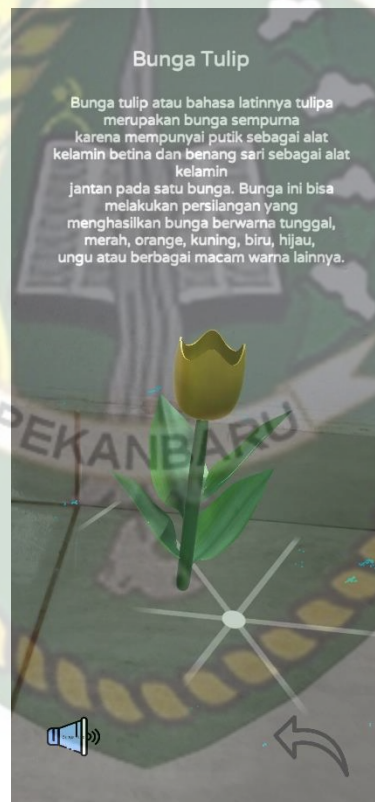 Bunga Tulip
Bunga tulip atau bahasa latinnya tulipa
merupakan bunga sempurna
karena mempunyai putik sebagai alat
kelamin betina dan benang sari sebagai alat
kelamin
jantan pada satu bunga. Bunga ini bisa
melakukan persilangan yang
menghasilkan bunga berwarna tunggal,
merah, orange, kuning, biru, hijau,
ungu atau berbagai macam warna lainnya.
PEKANBARU